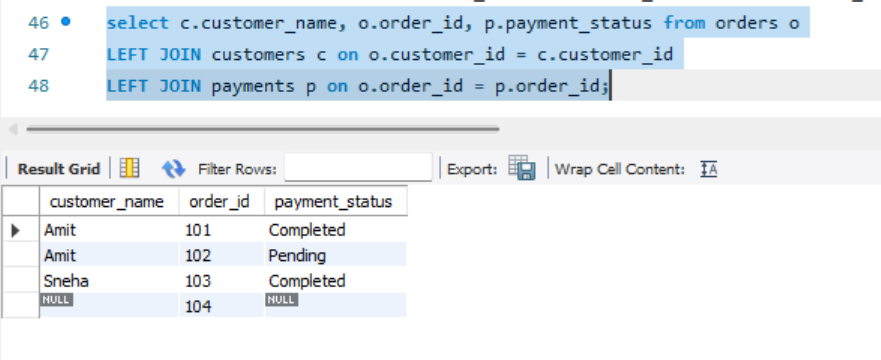 46 select c.customer_name, o.order_id, p.payment_status from orders o
47 LEFT JOIN customers c on o.customer_id = c.customer_id
48 LEFT JOIN payments p on o.order_id = p.order_id;
Result Grid Filter Rows: Export: Wrap Cell Content: IA
customer_name order_id payment_status
Amit 101 Completed
Amit 102 Pending
Sneha 103 Completed
NULL 104 NULL